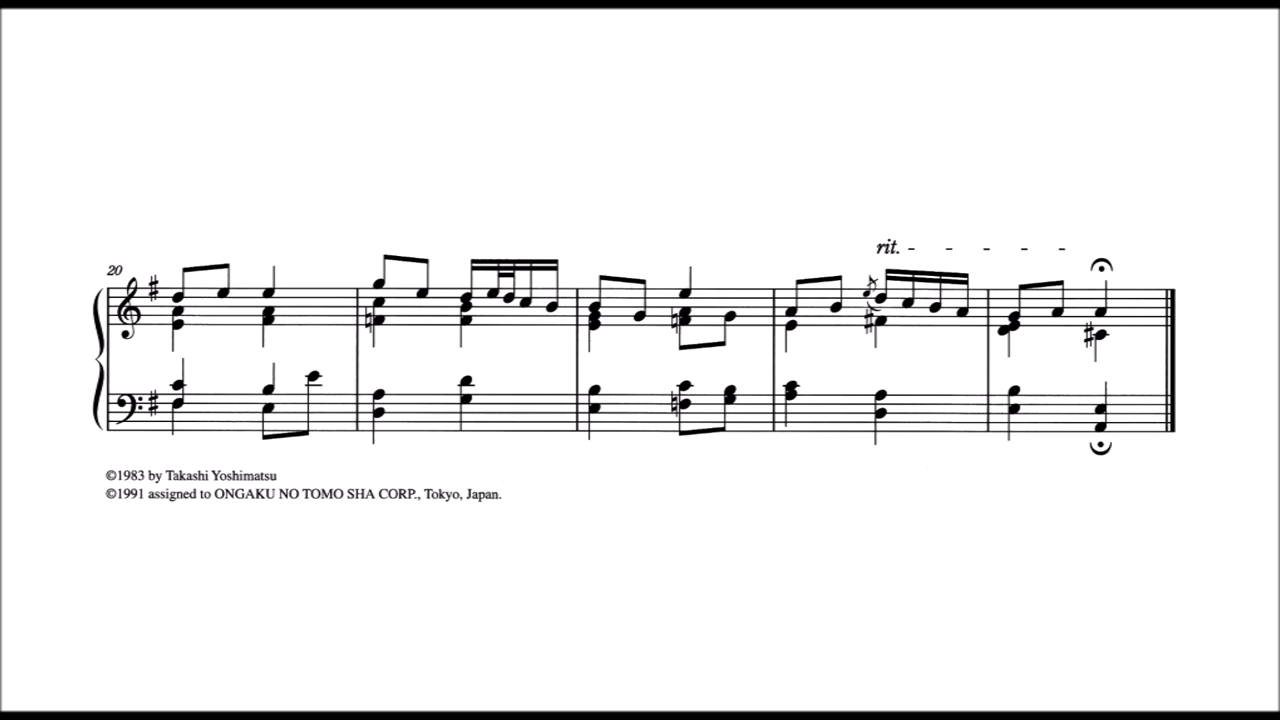 rit.
20
©1983 by Takashi Yoshimatsu
©1991 assigned to ONGAKU NO TOMO SHA CORP., Tokyo, Japan.